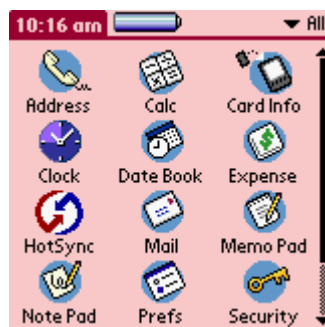 10:16 am All
Address Calc Card Info
Clock Date Book Expense
HotSync Mail Memo Pad
Note Pad Prefs Security